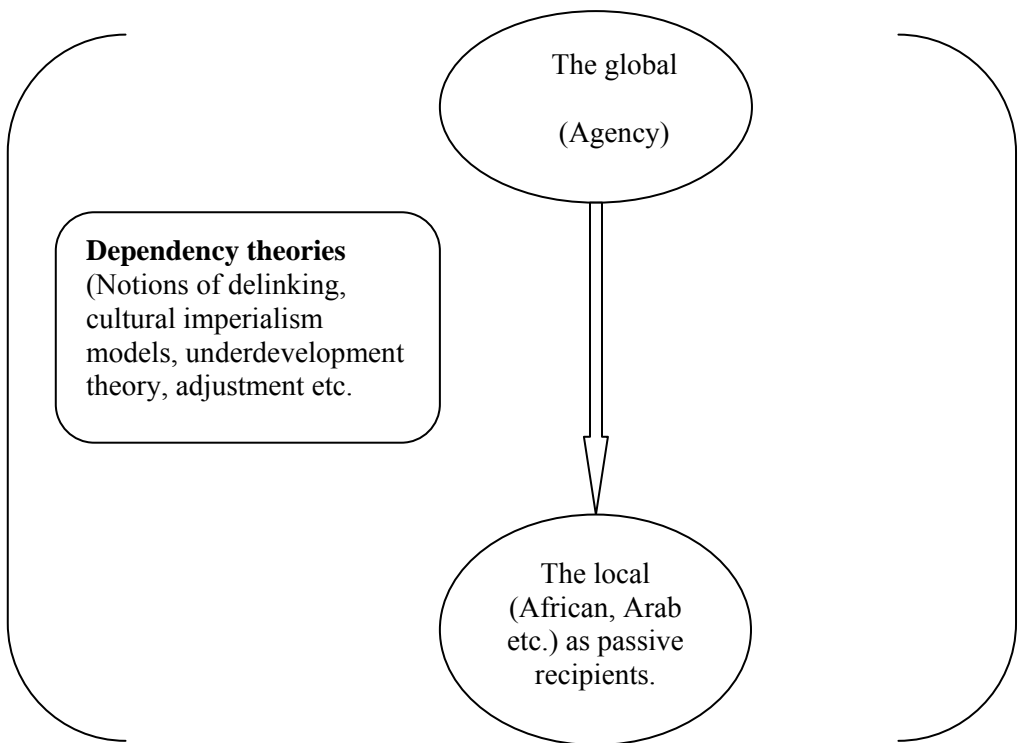 The global
(Agency)
Dependency theories
(Notions of delinking,
cultural imperialism
models, underdevelopment
theory, adjustment etc.
The local
(African, Arab
etc.) as passive
recipients.